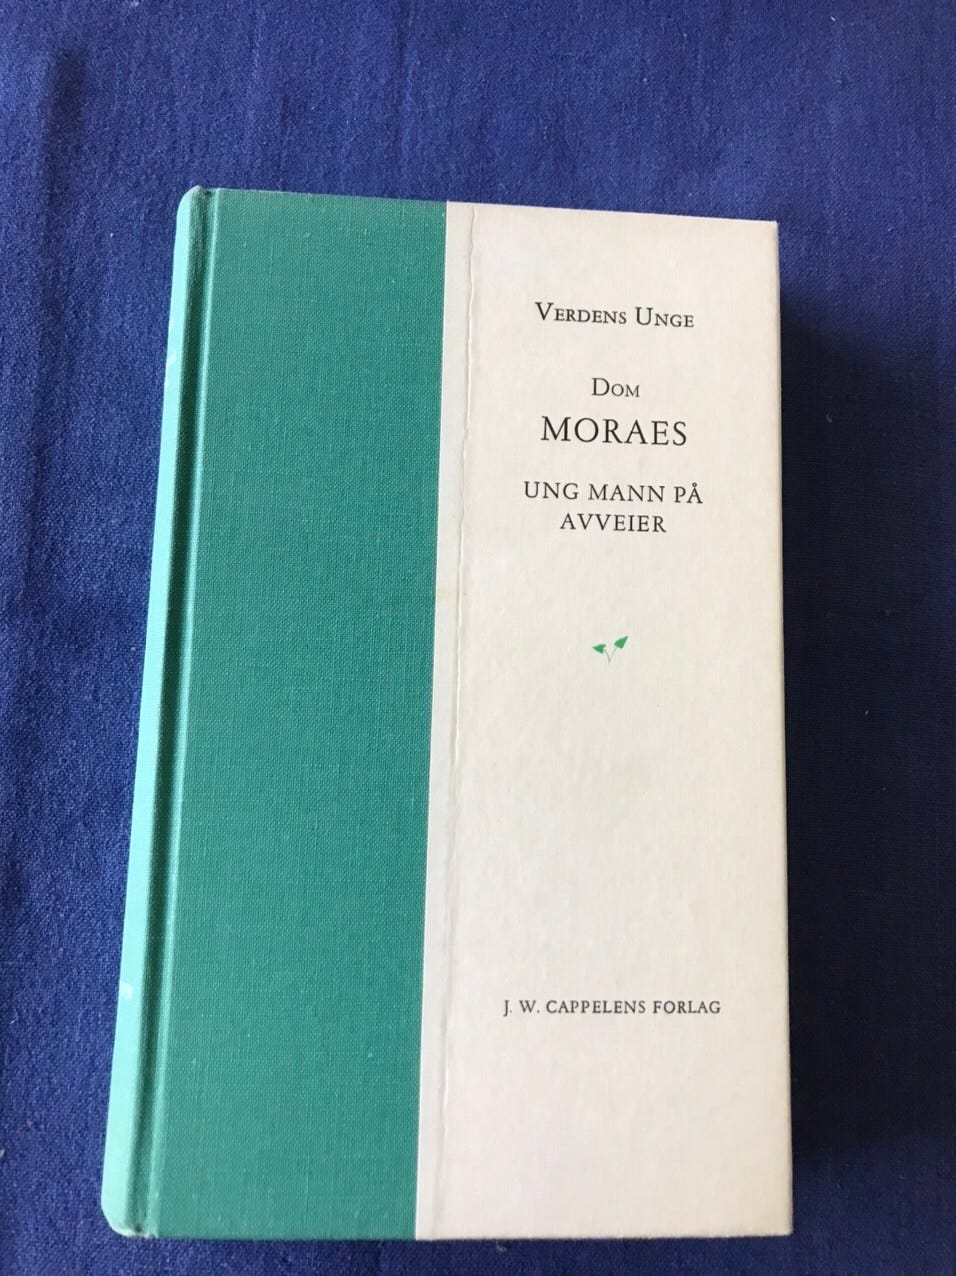 Verdens Unge
Dom
MORAES
UNG MANN PÅ
AVVEIER
J. W. CAPPELENS FORLAG